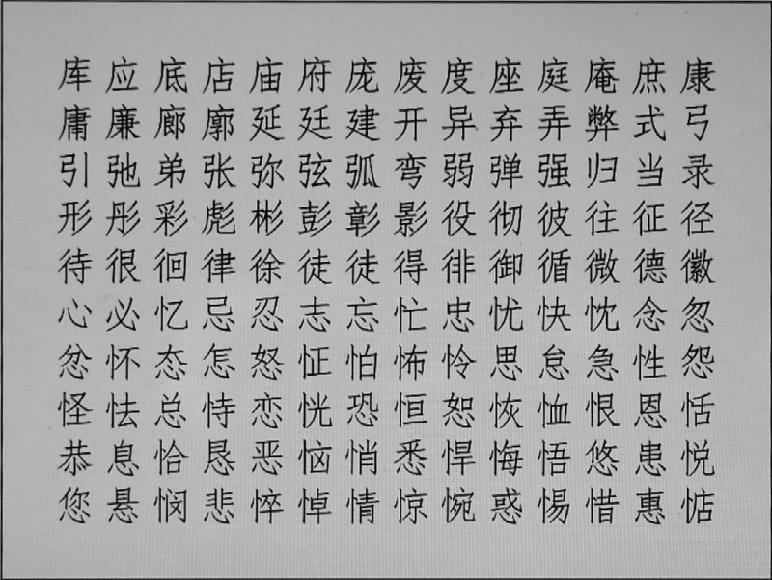 库应底店庙府庞废度座庭庵庶康
庸廉廊廓延廷建开异弃弄弊式弓
引弛弟张弥弦弧弯弱弹强归当录
形彤彩彪彬彭彰影役彻彼往征径
待很徊律徐徒徒得徘御循微德徽
心必忆忌忍志忘忙忠忧快忱念忽
忿怀态怎怒怔怕怖怜思怠急性怨
怪怯总恃恋恍恐恒恕恢恤恨恩恬
恭息恰恳恶恼悄悉悍悔悟悠患悦
您悬悯悲悴悼情惊惋惑惕惜惠惦